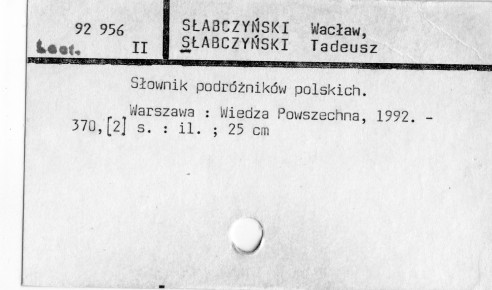 92 956
II
SŁABCZYŃSKI Wacław,
SŁABCZYŃSKI Tadeusz
Słownik podróżników polskich.
Warszawa : Wiedza Powszechna, 1992. -
370,[2] s. : il. ; 25 cm